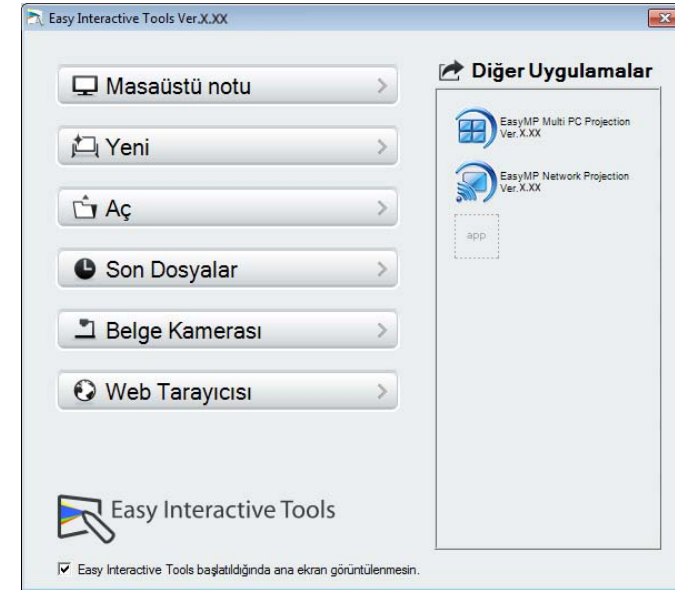 Easy Interactive Tools Ver.X.XX
Masaüstü notu
Yeni
Aç
Son Dosyalar
Belge Kamerası
Web Tarayıcısı
Diğer Uygulamalar
EasyMP Multi PC Projection
Ver.X.XX
EasyMP Network Projection
Ver.X.XX
app
Easy Interactive Tools
Easy Interactive Tools başlatıldığında ana ekran görüntülenmesin.